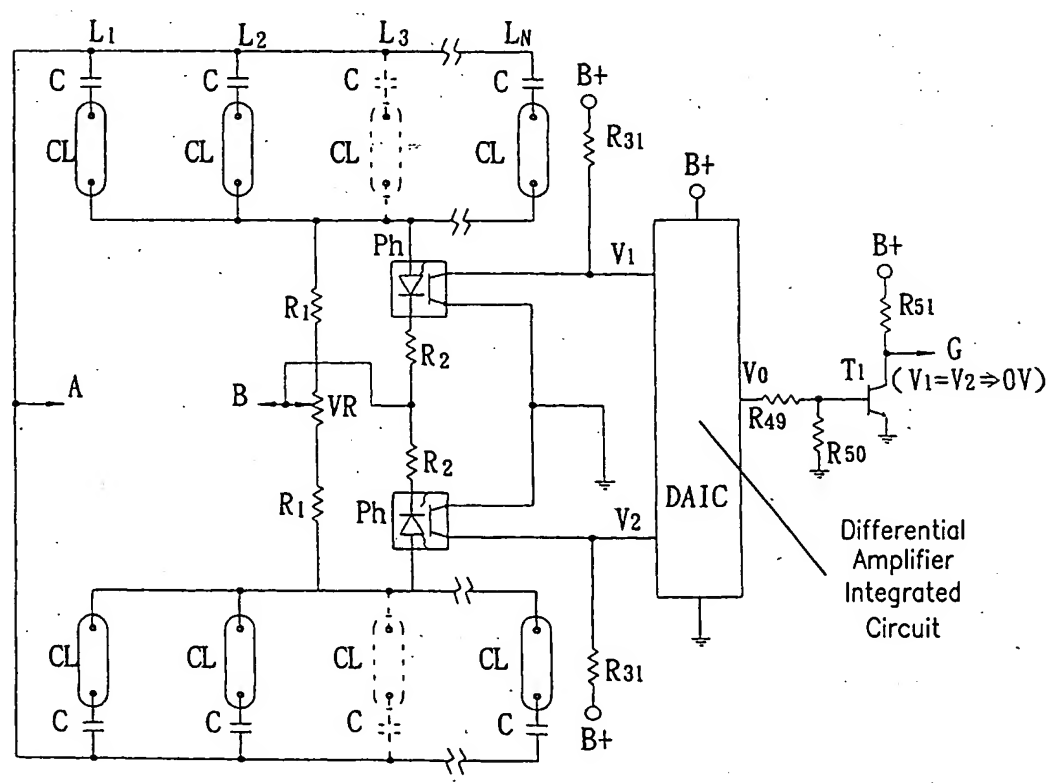 L1 L2 L3 LN
C C C C B+
CL CL CL CL R31
B+
Ph V1 B+
R1 R2 R51
A B VR V0 T1 G
(V1=V2⇒0V)
R49
R2 R50
R1 Ph DAIC
V2
Differential
Amplifier
Integrated
Circuit
CL CL CL CL R31
C C C C
B+